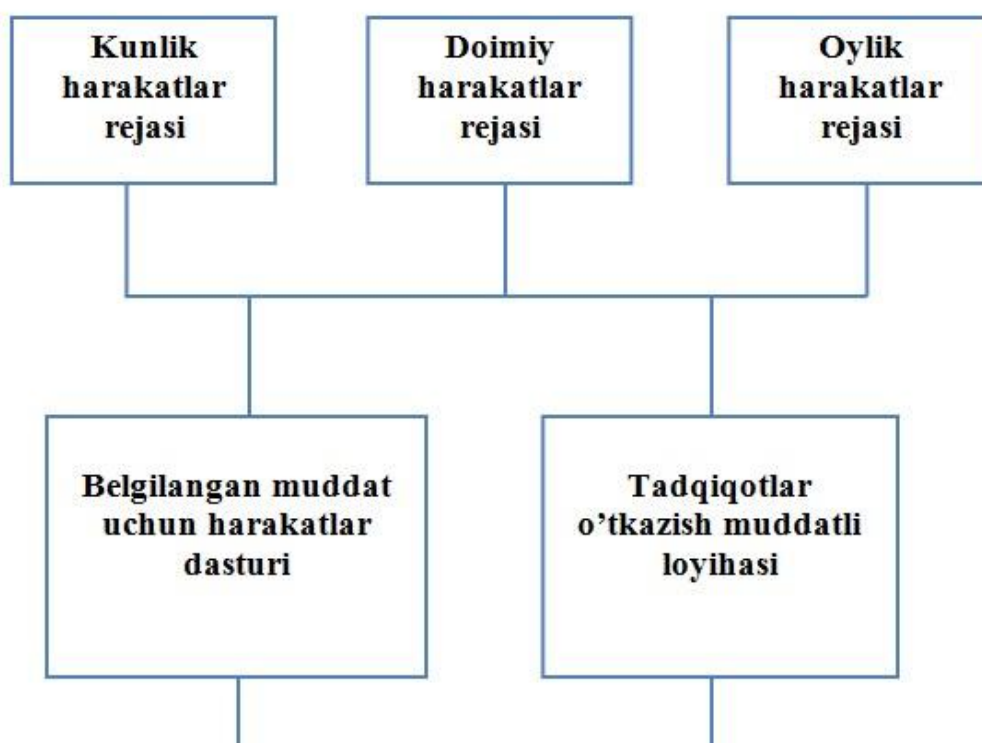 Kunlik
harakatlar
rejasi
Doimiy
harakatlar
rejasi
Oylik
harakatlar
rejasi
Belgilangan muddat
uchun harakatlar
dasturi
Tadqiqotlar
o’tkazish muddatli
loyihasi